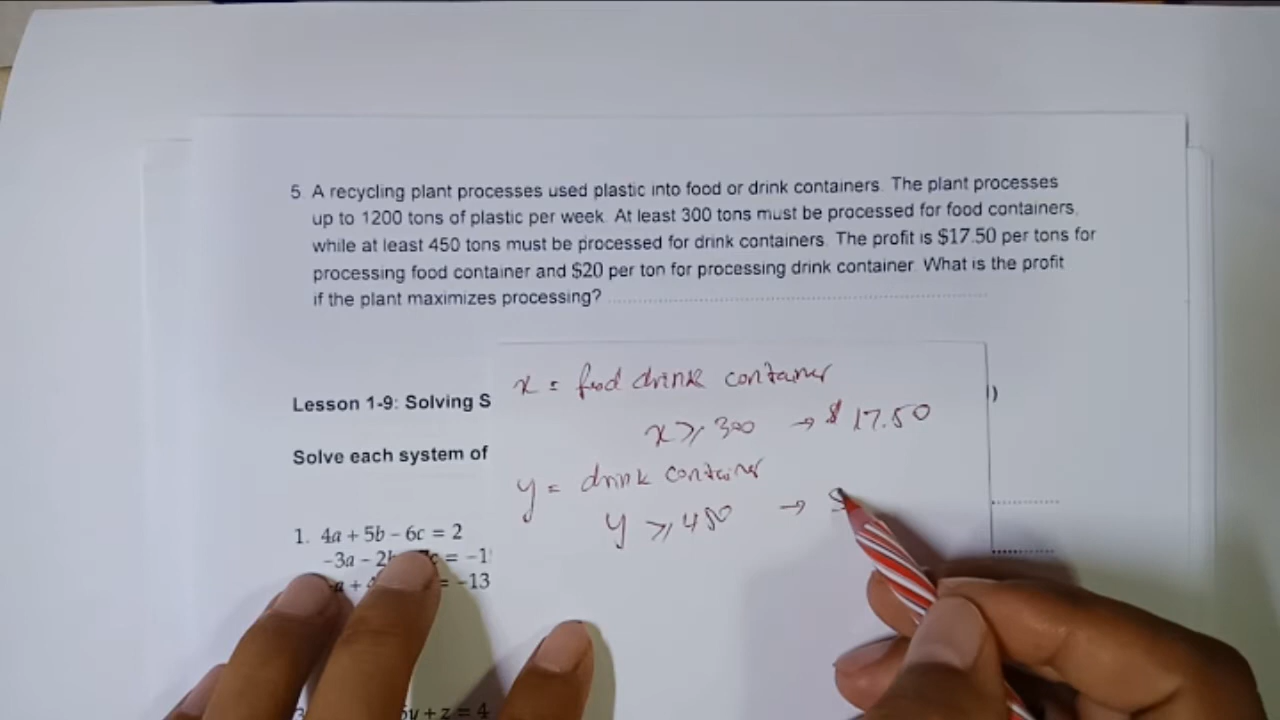 5. A recycling plant processes used plastic into food or drink containers. The plant processes
up to 1200 tons of plastic per week. At least 300 tons must be processed for food containers,
while at least 450 tons must be processed for drink containers. The profit is $17.50 per tons for
processing food container and $20 per ton for processing drink container. What is the profit
if the plant maximizes processing? ..........
x = food drink container
Lesson 1-9: Solving S )
x ⩾ 300 → $ 17.50
Solve each system of
y = drink container
y ⩾ 450 →
1. 4a + 5b – 6c = 2
–3a – 2b = –1
= –13
y + z = 4